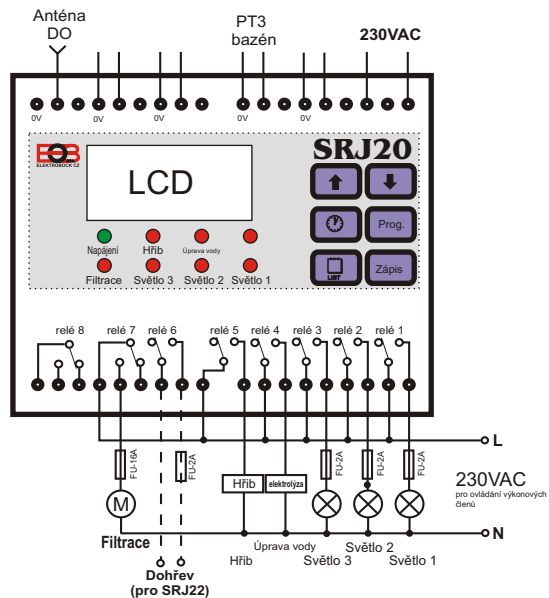 Anténa
DO
PT3
bazén
230VAC
0V
0V
0V
0V
EOB
ELEKTROBOCK CZ
LCD
SRJ20
Napájení
Hřib
Úprava vody
Prog.
Filtrace
Světlo 3
Světlo 2
Světlo 1
LIST
Zápis
relé 8
relé 7
relé 6
relé 5
relé 4
relé 3
relé 2
relé 1
L
FU-16A
FU-2A
FU-2A
FU-2A
FU-2A
Hřib
elektrolýza
230VAC
pro ovládání výkonových
členů
M
N
Filtrace
Hřib
Úprava vody
Světlo 3
Světlo 2
Světlo 1
Dohřev
(pro SRJ22)